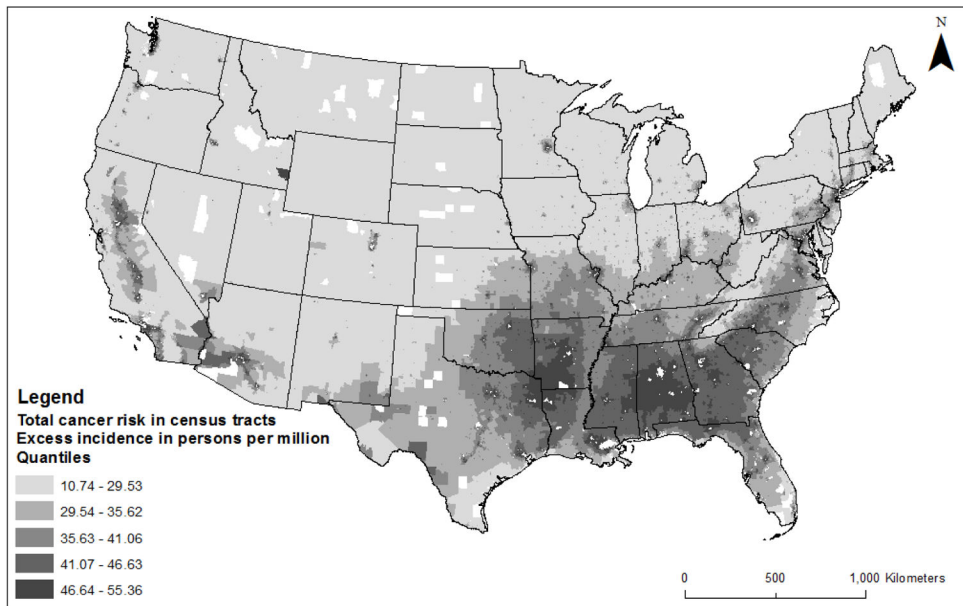 N
Legend
Total cancer risk in census tracts
Excess incidence in persons per million
Quantiles
10.74 - 29.53
29.54 - 35.62
35.63 - 41.06
41.07 - 46.63
46.64 - 55.36
0 500 1,000 Kilometers